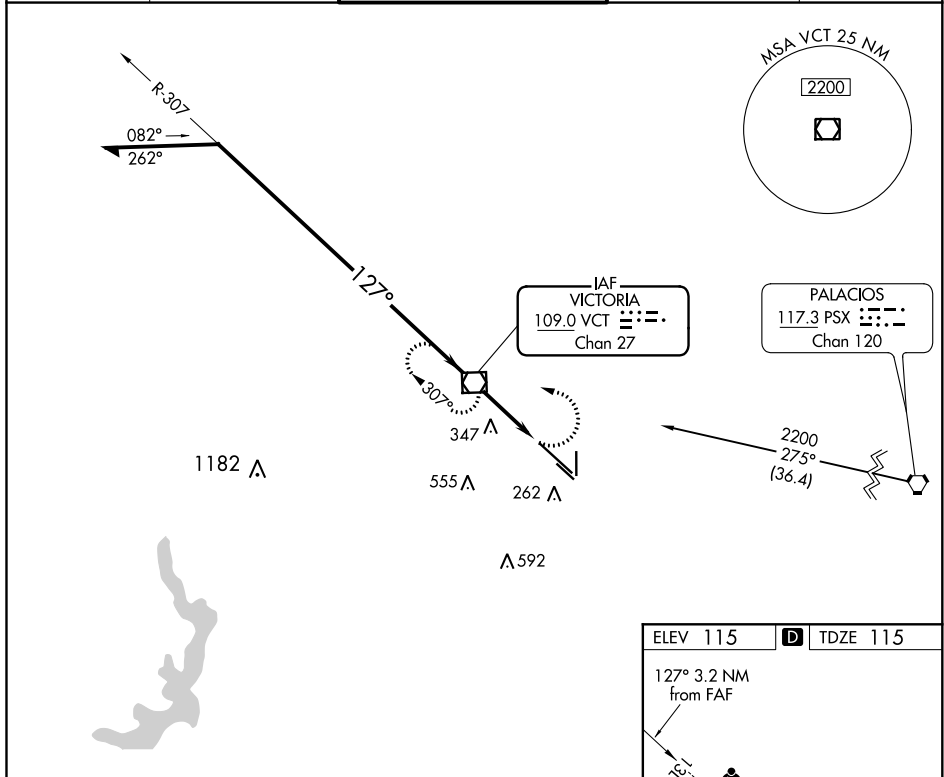 MSA VCT 25 NM
2200
R-307
082°
262°
127°
IAF
VICTORIA
109.0 VCT
Chan 27
PALACIOS
117.3 PSX
Chan 120
307°
347
2200
275°
(36.4)
1182
555
262
592
ELEV 115
D
TDZE 115
127° 3.2 NM
from FAF